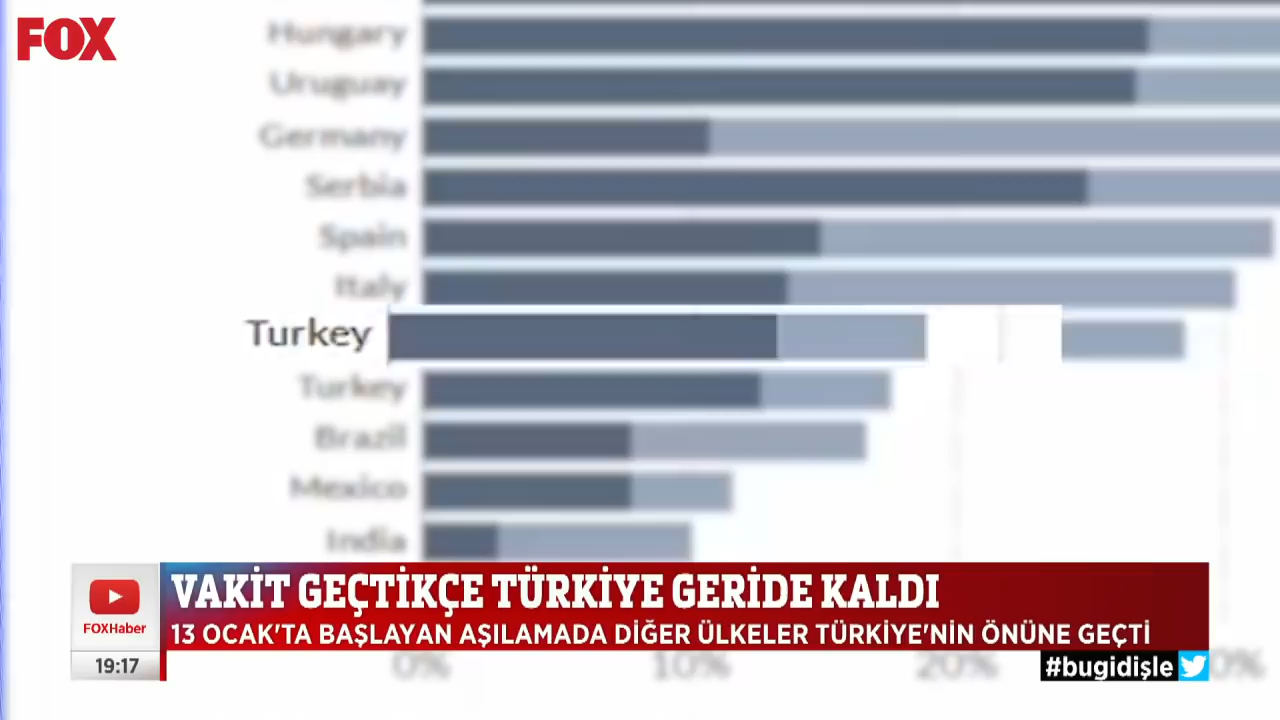 FOX
Hungary
Uruguay
Germany
Serbia
Spain
Italy
Turkey
Turkey
Brazil
Mexico
India
VAKİT GEÇTİKÇE TÜRKİYE GERİDE KALDI
FOXHaber
13 OCAK'TA BAŞLAYAN AŞILAMADA DİĞER ÜLKELER TÜRKİYE'NİN ÖNÜNE GEÇTİ
19:17
0%
10%
20%
0%
#bugidişle